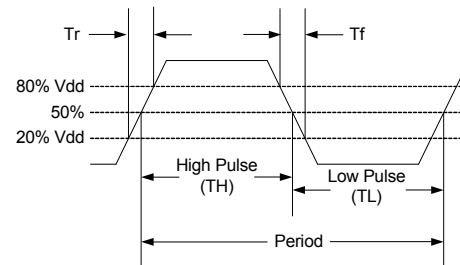 Tr
Tf
80% Vdd
50%
20% Vdd
High Pulse
(TH)
Low Pulse
(TL)
Period